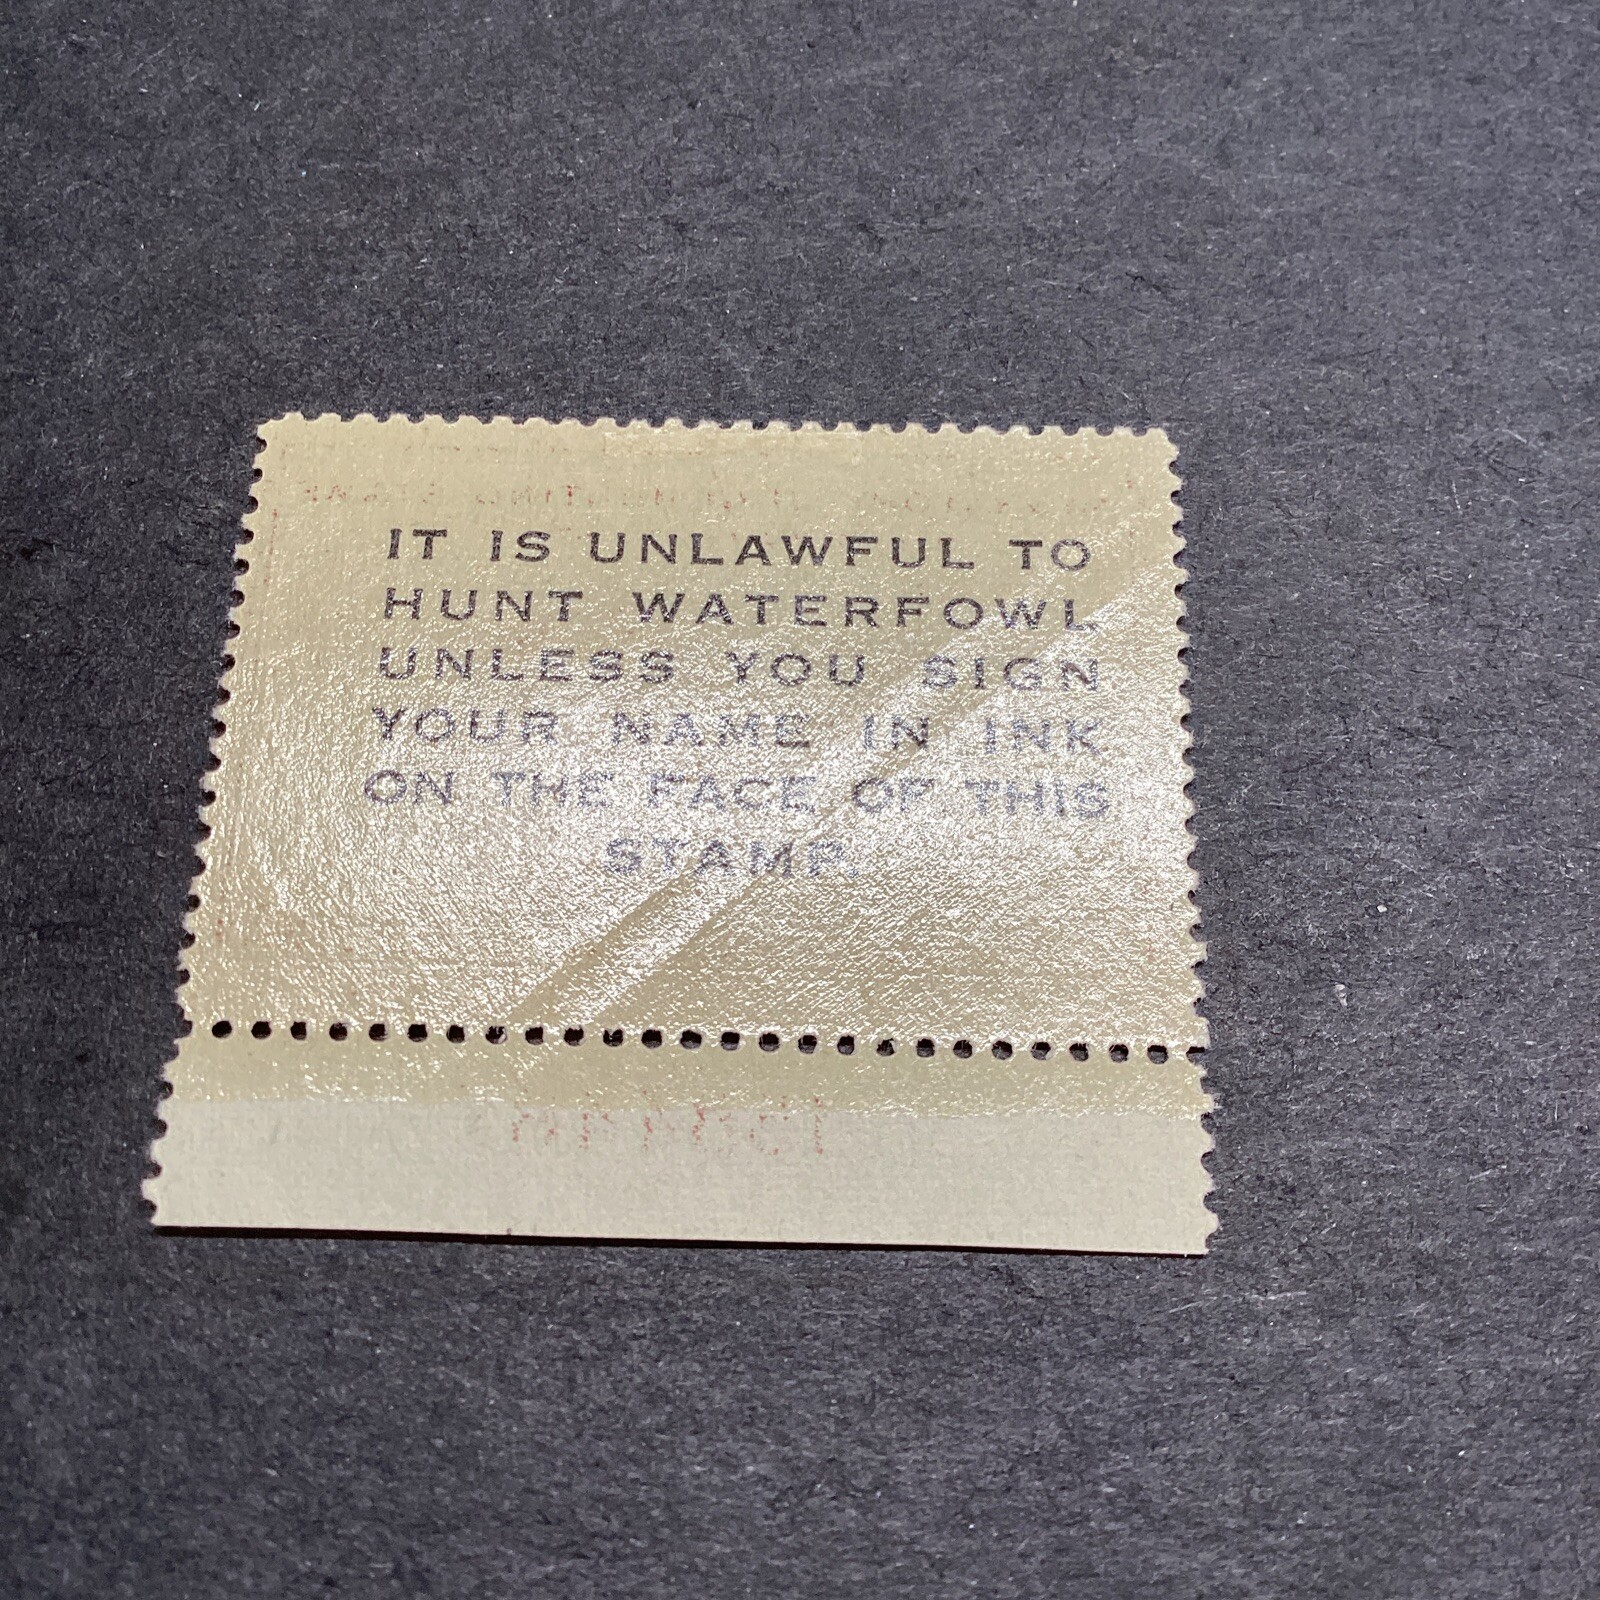 IT IS UNLAWFUL TO
HUNT WATERFOWL
UNLESS YOU SIGN
YOUR NAME IN INK
ON THE FACE OF THIS
STAMP.